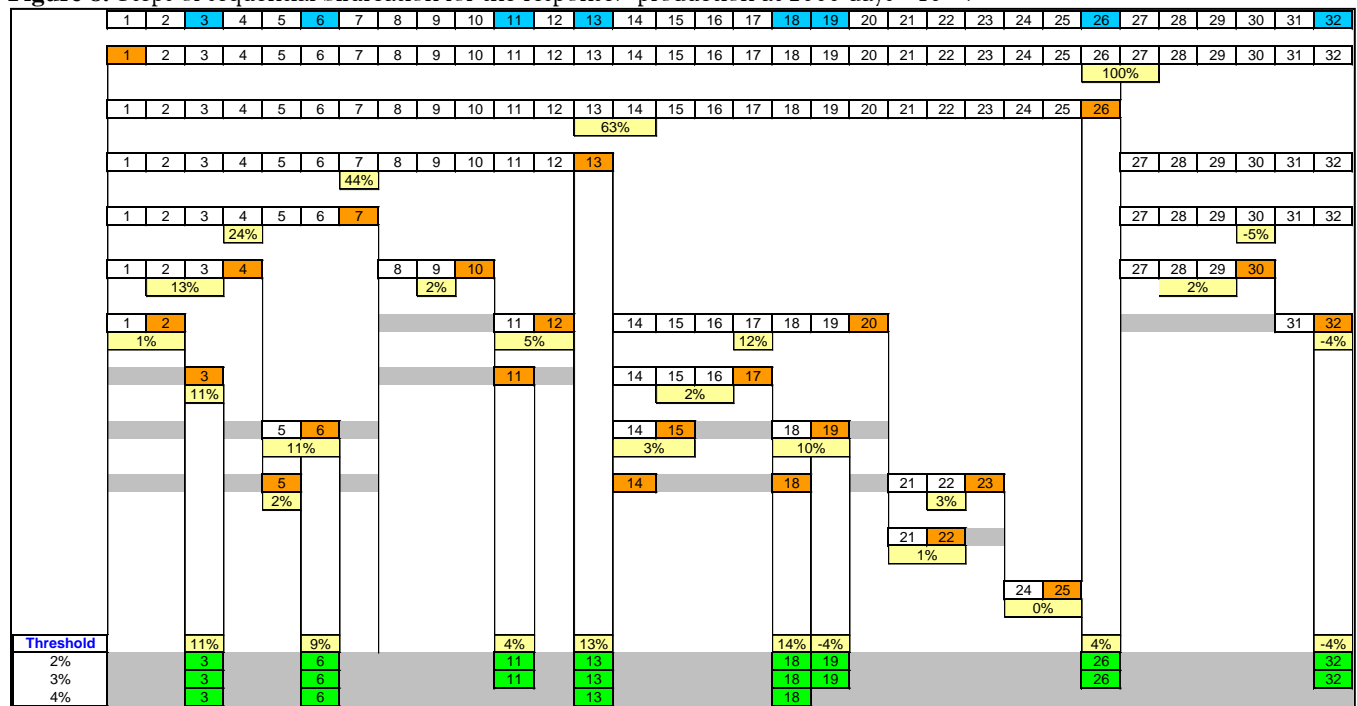 Figure Steps of sequential bifurcation for the response: production at days
1 2 3 4 5 6 7 8 9 10 11 12 13 14 15 16 17 18 19 20 21 22 23 24 25 26 27 28 29 30 31 32
1 2 3 4 5 6 7 8 9 10 11 12 13 14 15 16 17 18 19 20 21 22 23 24 25 26 27 28 29 30 31 32
100%
1 2 3 4 5 6 7 8 9 10 11 12 13 14 15 16 17 18 19 20 21 22 23 24 25 26
63%
1 2 3 4 5 6 7 8 9 10 11 12 13 27 28 29 30 31 32
44%
1 2 3 4 5 6 7 27 28 29 30 31 32
24% -5%
1 2 3 4 8 9 10 27 28 29 30
13% 2% 2%
1 2 11 12 14 15 16 17 18 19 20 31 32
1% 5% 12% -4%
3 11 14 15 16 17
11% 2%
5 6 14 15 18 19
11% 3% 10%
5 14 18 21 22 23
2% 3%
21 22
1%
24 25
0%
Threshold 11% 9% 4% 13% 14% -4% 4% -4%
2% 3 6 11 13 18 19 26 32
3% 3 6 11 13 18 19 26 32
4% 3 6 13 18